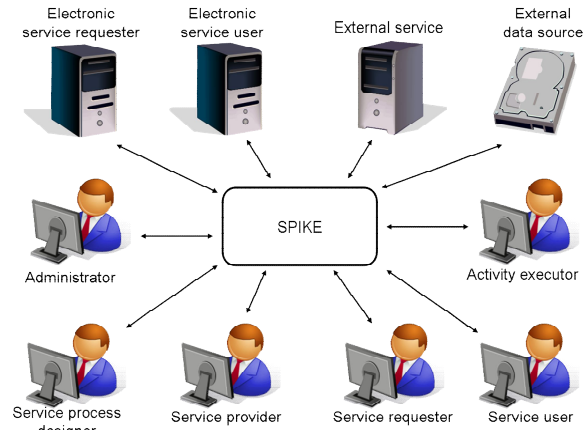 Electronic
service requester
Electronic
service user
External service
External
data source
SPIKE
Administrator
Activity executor
Service process
designer
Service provider
Service requester
Service user